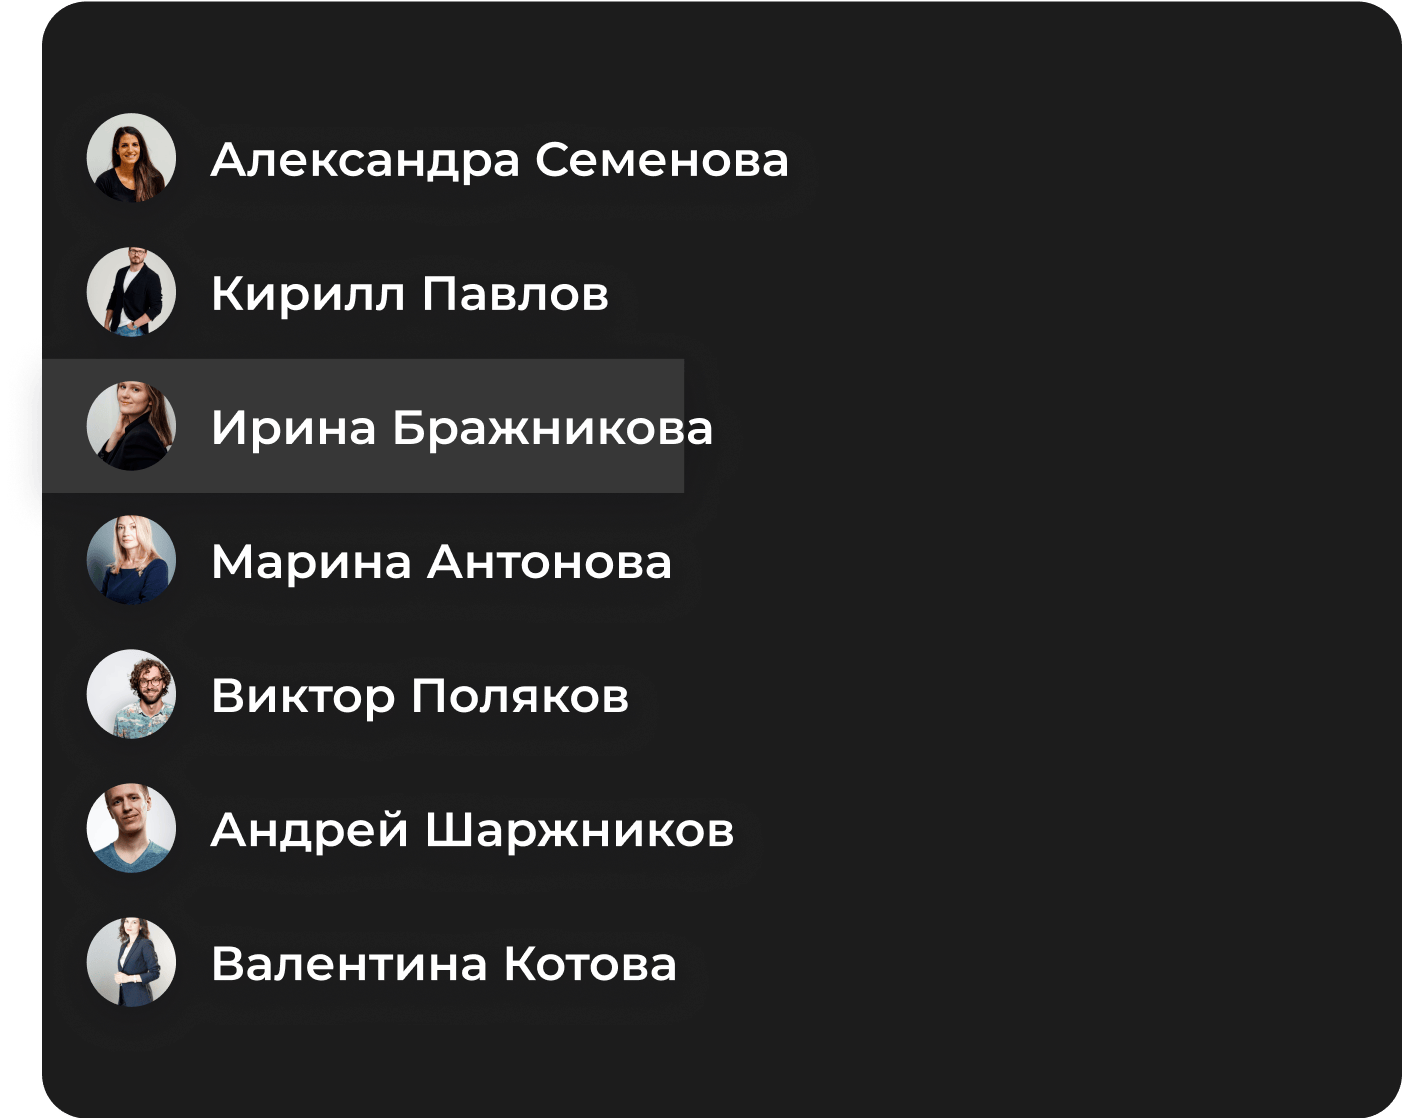 Александра Семенова
Кирилл Павлов
Ирина Бражникова
Марина Антонова
Виктор Поляков
Андрей Шаржников
Валентина Котова